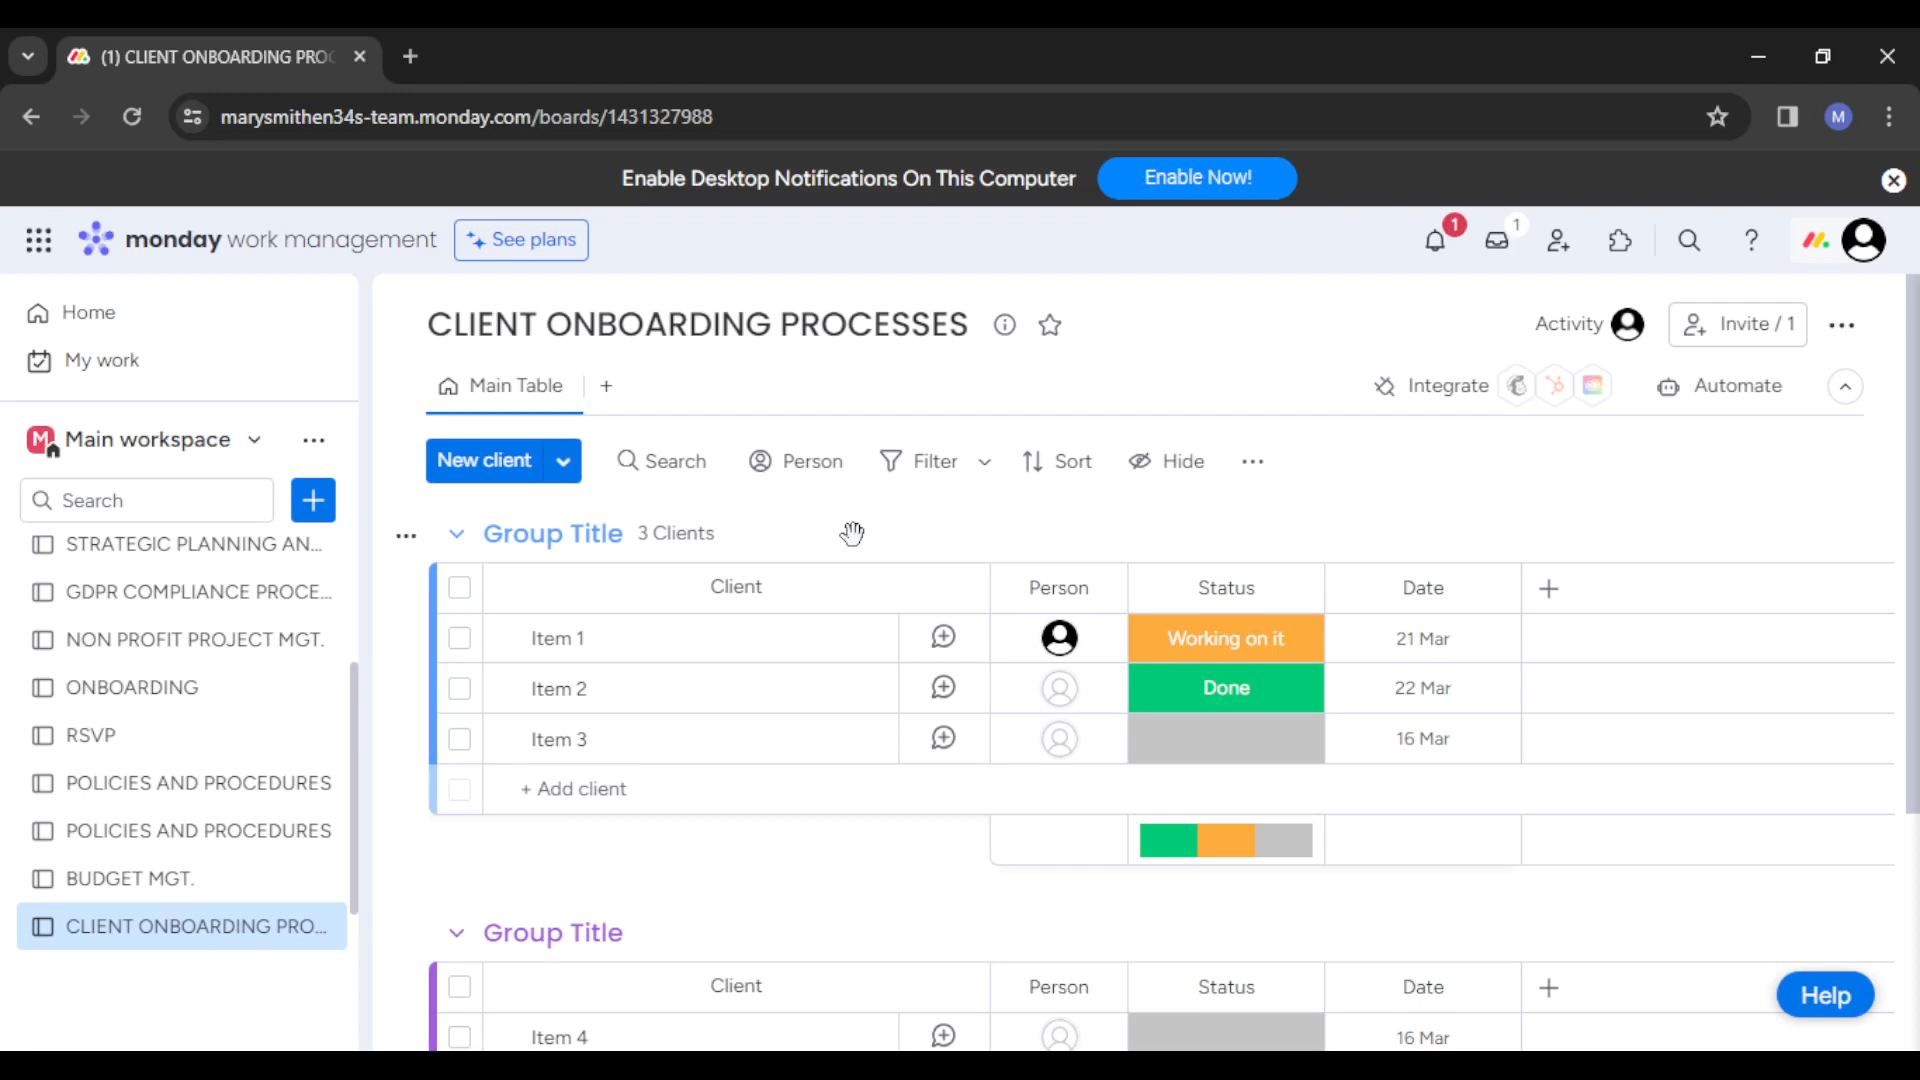 (1) CLIENT ONBOARDING PROC
marysmithen34s-team.monday.com/boards/1431327988
M
Enable Desktop Notifications On This Computer
Enable Now!
monday work management
See plans
1
1
Home
My work
M
Main workspace
Search
STRATEGIC PLANNING AN...
GDPR COMPLIANCE PROCE...
NON PROFIT PROJECT MGT.
ONBOARDING
RSVP
POLICIES AND PROCEDURES
POLICIES AND PROCEDURES
BUDGET MGT.
CLIENT ONBOARDING PRO...
CLIENT ONBOARDING PROCESSES
Activity
Invite / 1
Main Table
Integrate
Automate
New client
Search
Person
Filter
Sort
Hide
Group Title 3 Clients
Client Person Status Date
Item 1 Working on it 21 Mar
Item 2 Done 22 Mar
Item 3 16 Mar
+ Add client
Group Title
Client Person Status Date
Item 4 16 Mar
Help